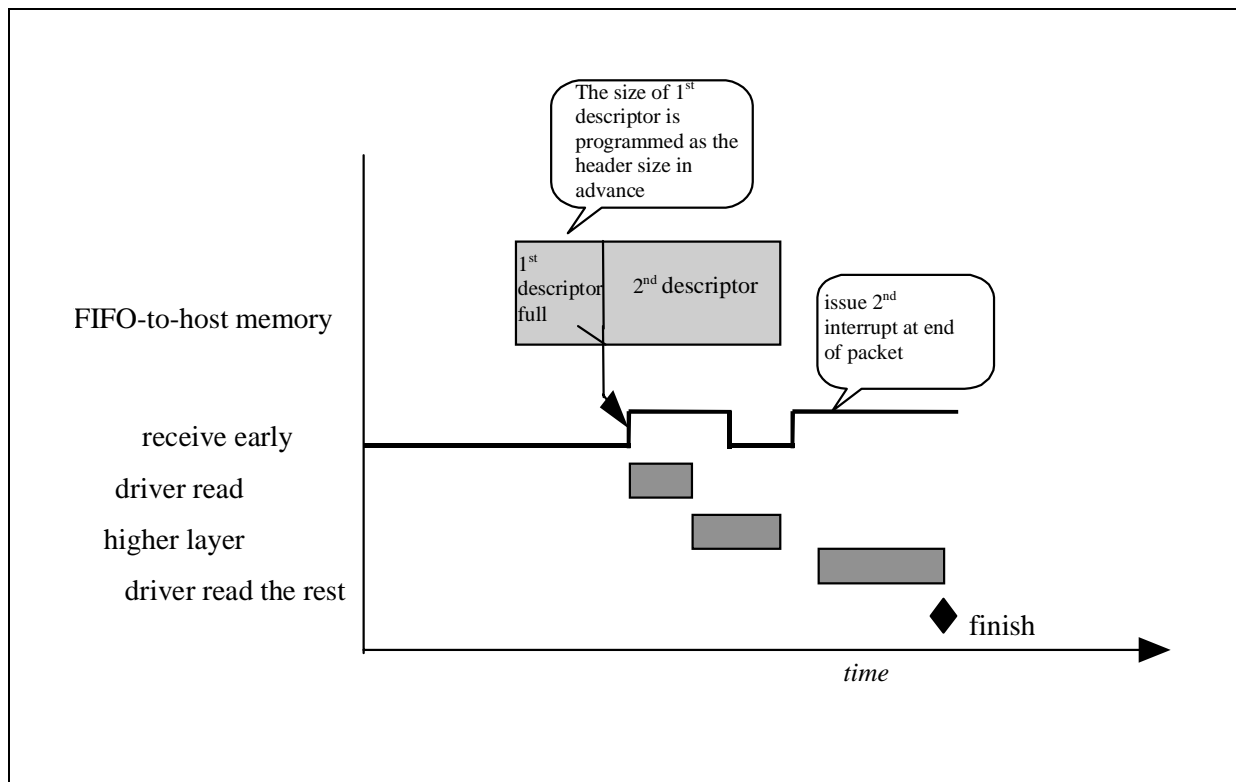 The size of 1st
descriptor is
programmed as the
header size in
advance
1st
descriptor
full
2nd descriptor
FIFO-to-host memory
issue 2nd
interrupt at end
of packet
receive early
driver read
higher layer
driver read the rest
finish
time